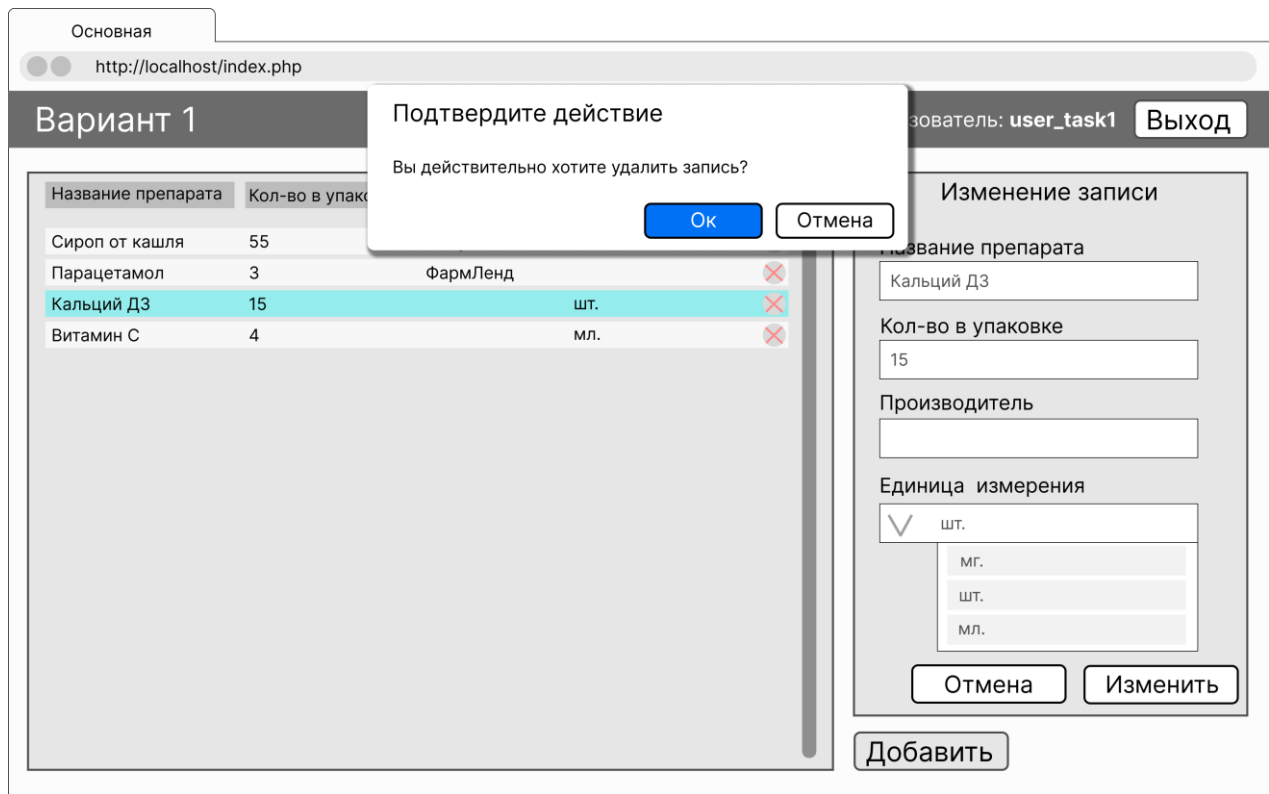 Основная
http://localhost/index.php
Вариант 1
зователь: user_task1
Выход
Подтвердите действие
Вы действительно хотите удалить запись?
Ок
Отмена
Название препарата
Кол-во в упако
Сироп от кашля 55
Парацетамол 3 ФармЛенд
Кальций Д3 15 шт.
Витамин С 4 мл.
Изменение записи
Название препарата
Кальций Д3
Кол-во в упаковке
15
Производитель
Единица измерения
шт.
мг.
шт.
мл.
Отмена
Изменить
Добавить